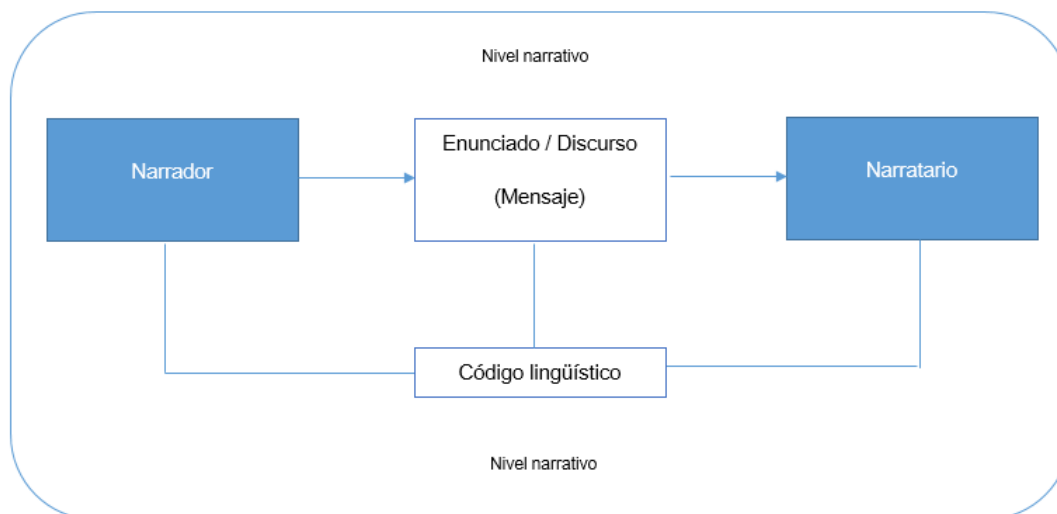 Nivel narrativo
Narrador
Enunciado / Discurso
(Mensaje)
Narratario
Código lingüístico
Nivel narrativo